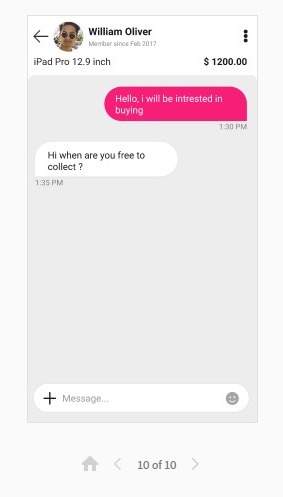 William Oliver
Member since Feb 2017
iPad Pro 12.9 inch
$ 1200.00
Hello, i will be intrested in
buying
1:30 PM
Hi when are you free to
collect ?
1:35 PM
Message...
10 of 10